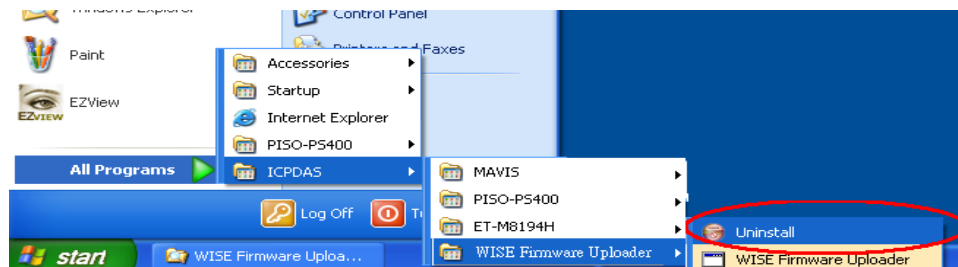 Windows Explorer
Control Panel
Printers and Faxes
Paint
Accessories
Startup
EZView
EZVIEW
Internet Explorer
PISO-PS400
All Programs
ICPDAS
MAVIS
PISO-PS400
Log Off
ET-M8194H
Uninstall
start
WISE Firmware Uploa...
WISE Firmware Uploader
WISE Firmware Uploader